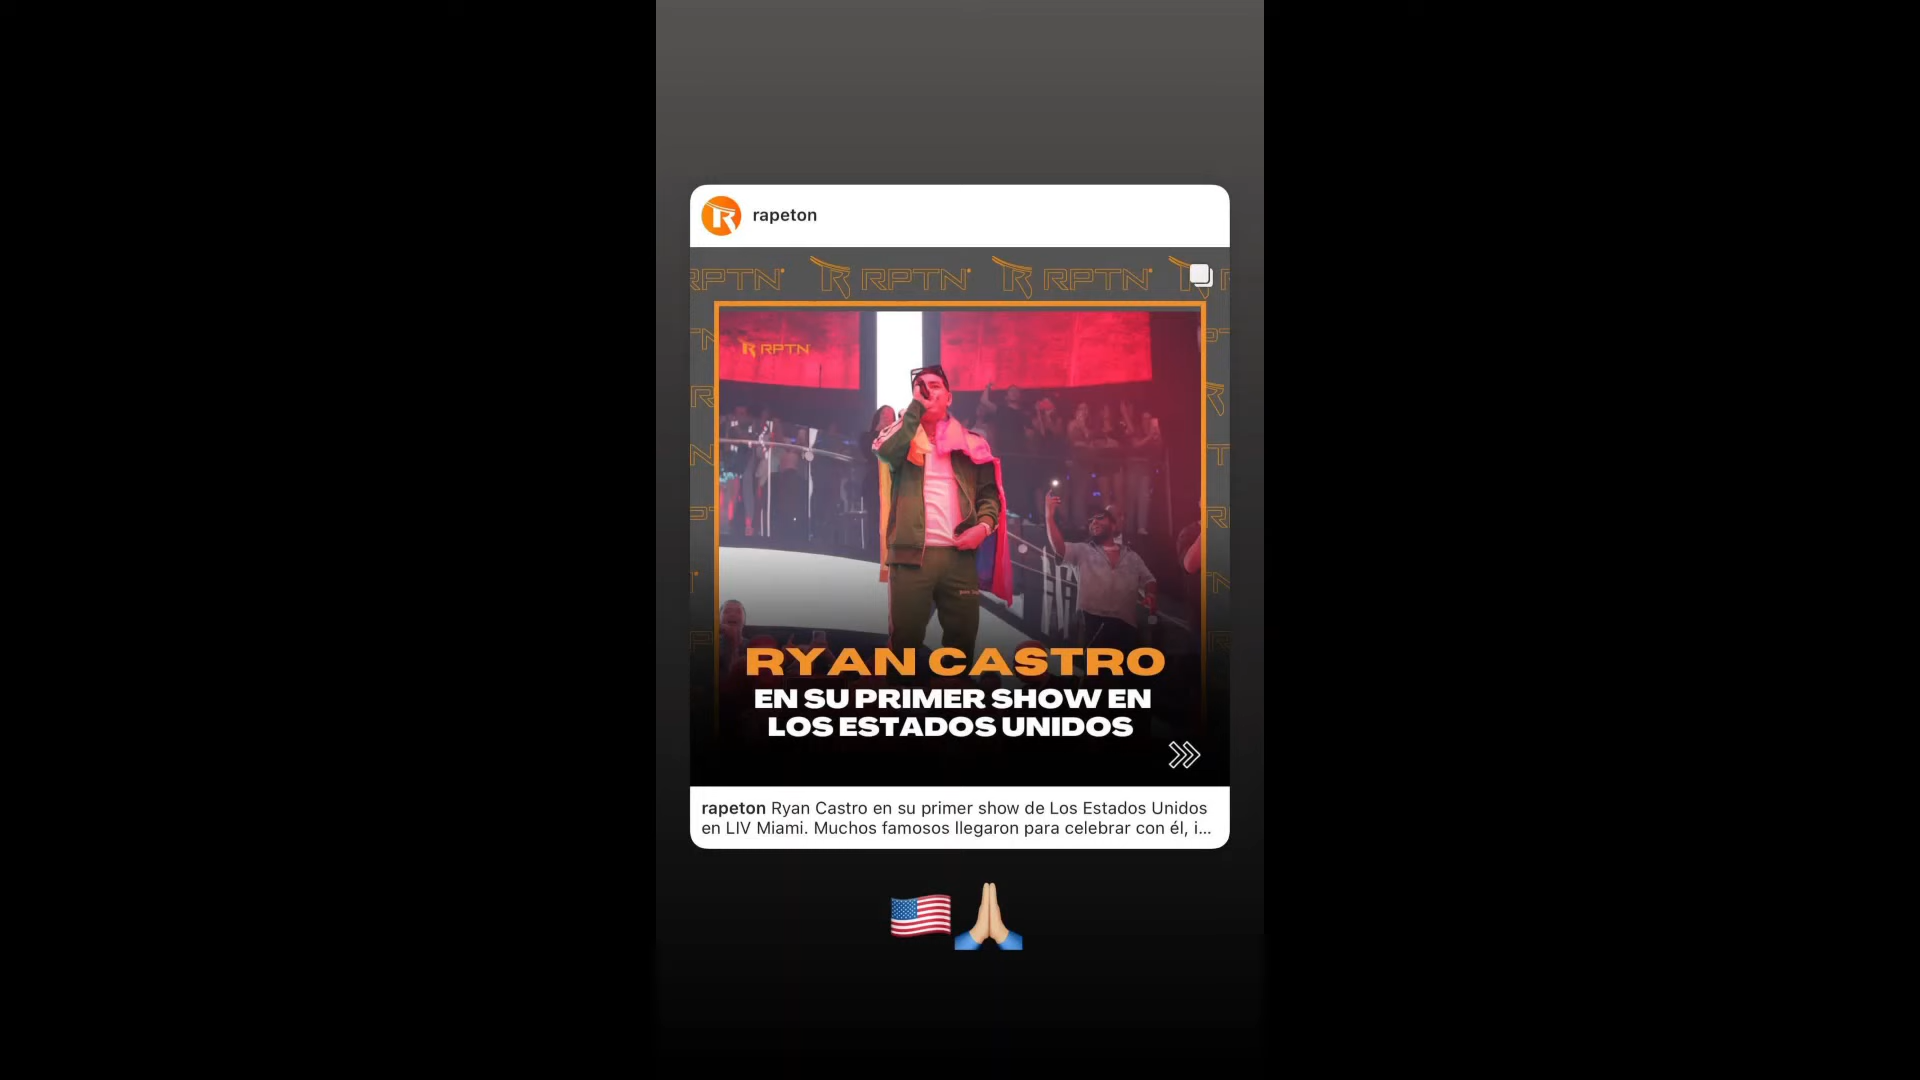 rapeton
RPTN RPTN RPTN
RPTN
RYAN CASTRO
EN SU PRIMER SHOW EN
LOS ESTADOS UNIDOS
rapeton Ryan Castro en su primer show de Los Estados Unidos
en LIV Miami. Muchos famosos llegaron para celebrar con él, i...